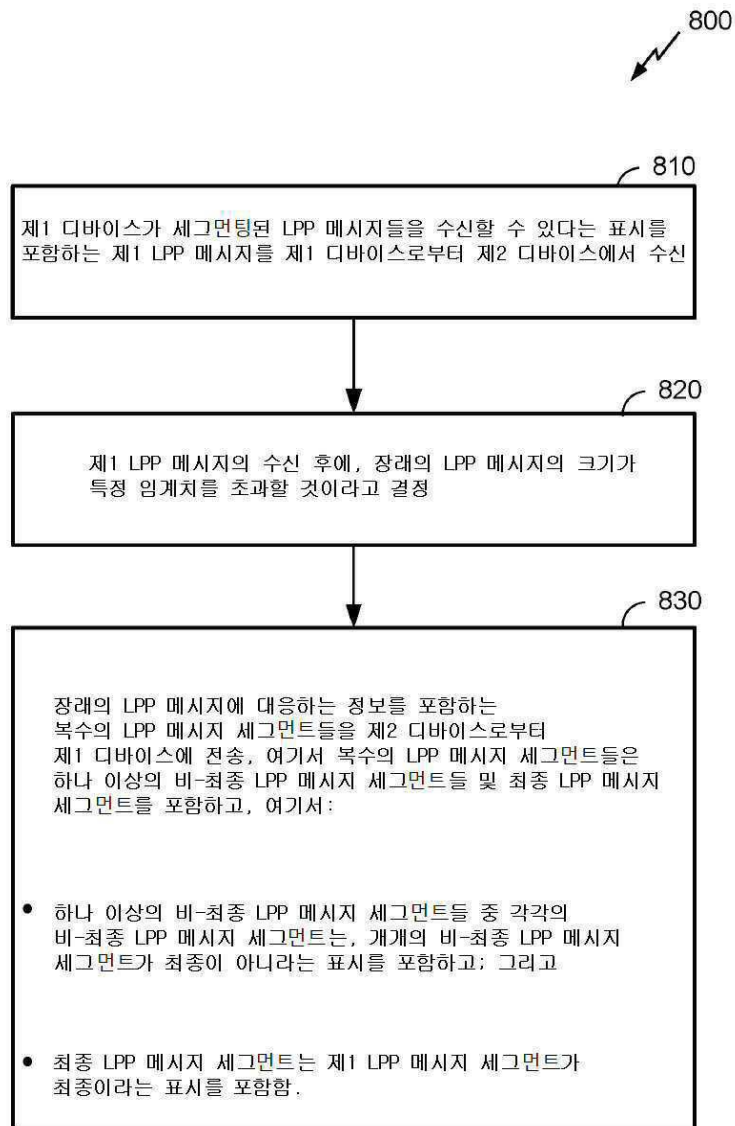 800
810
제1 디바이스가 세그먼팅된 LPP 메시지들을 수신할 수 있다는 표시를
포함하는 제1 LPP 메시지를 제1 디바이스로부터 제2 디바이스에서 수신
820
제1 LPP 메시지의 수신 후에, 장래의 LPP 메시지의 크기가
특정 임계치를 초과할 것이라고 결정
830
장래의 LPP 메시지에 대응하는 정보를 포함하는
복수의 LPP 메시지 세그먼트들을 제2 디바이스로부터
제1 디바이스에 전송, 여기서 복수의 LPP 메시지 세그먼트들은
하나 이상의 비-최종 LPP 메시지 세그먼트들 및 최종 LPP 메시지
세그먼트를 포함하고, 여기서:
• 하나 이상의 비-최종 LPP 메시지 세그먼트들 중 각각의
비-최종 LPP 메시지 세그먼트는, 개개의 비-최종 LPP 메시지
세그먼트가 최종이 아니라는 표시를 포함하고; 그리고
• 최종 LPP 메시지 세그먼트는 제1 LPP 메시지 세그먼트가
최종이라는 표시를 포함함.